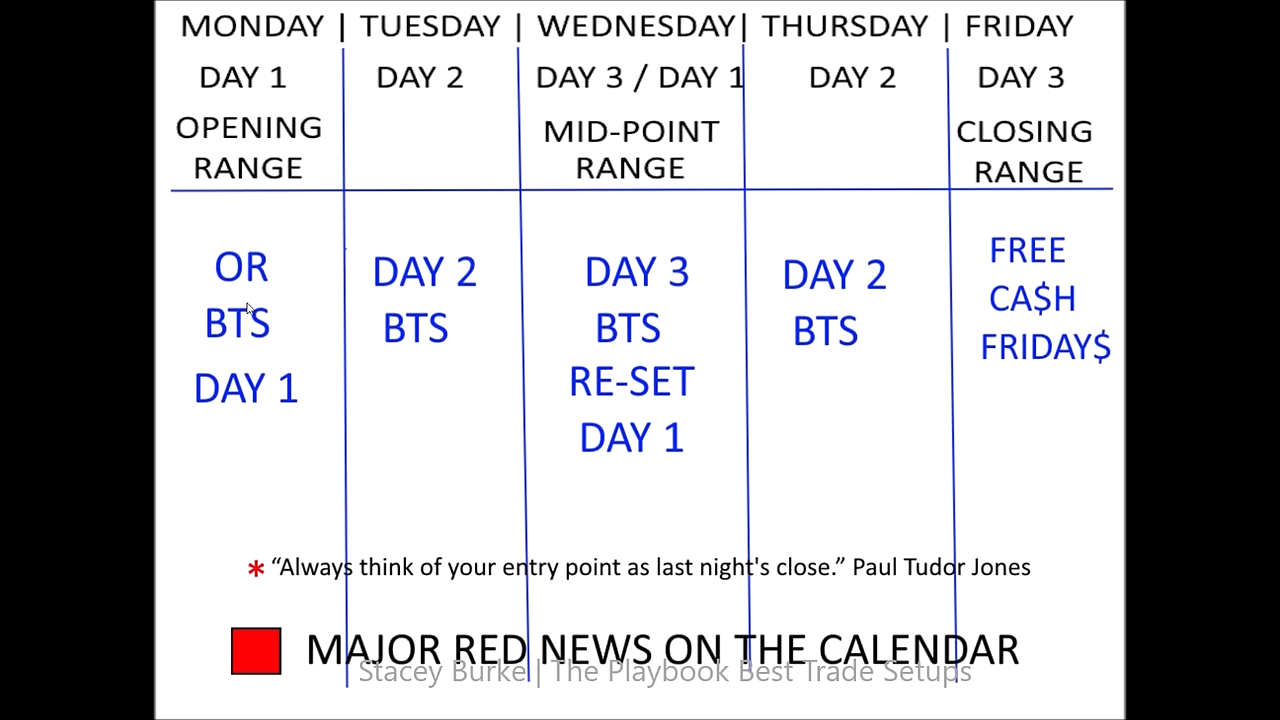 MONDAY | TUESDAY | WEDNESDAY| THURSDAY | FRIDAY
DAY 1 DAY 2 DAY 3 / DAY 1 DAY 2 DAY 3
OPENING RANGE
MID-POINT RANGE
CLOSING RANGE
OR
BTS
DAY 1
DAY 2
BTS
DAY 3
BTS
RE-SET
DAY 1
DAY 2
BTS
FREE
CA$H
FRIDAY$
* “Always think of your entry point as last night's close.” Paul Tudor Jones
MAJOR RED NEWS ON THE CALENDAR
Stacey Burke | The Playbook Best Trade Setups